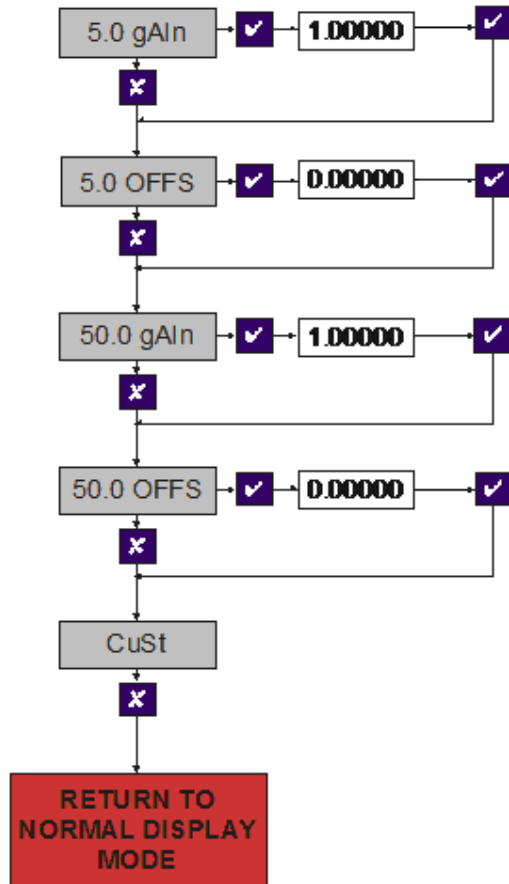 5.0 gAIn
1.00000
5.0 OFFS
0.00000
50.0 gAIn
1.00000
50.0 OFFS
0.00000
CuSt
RETURN TO
NORMAL DISPLAY
MODE